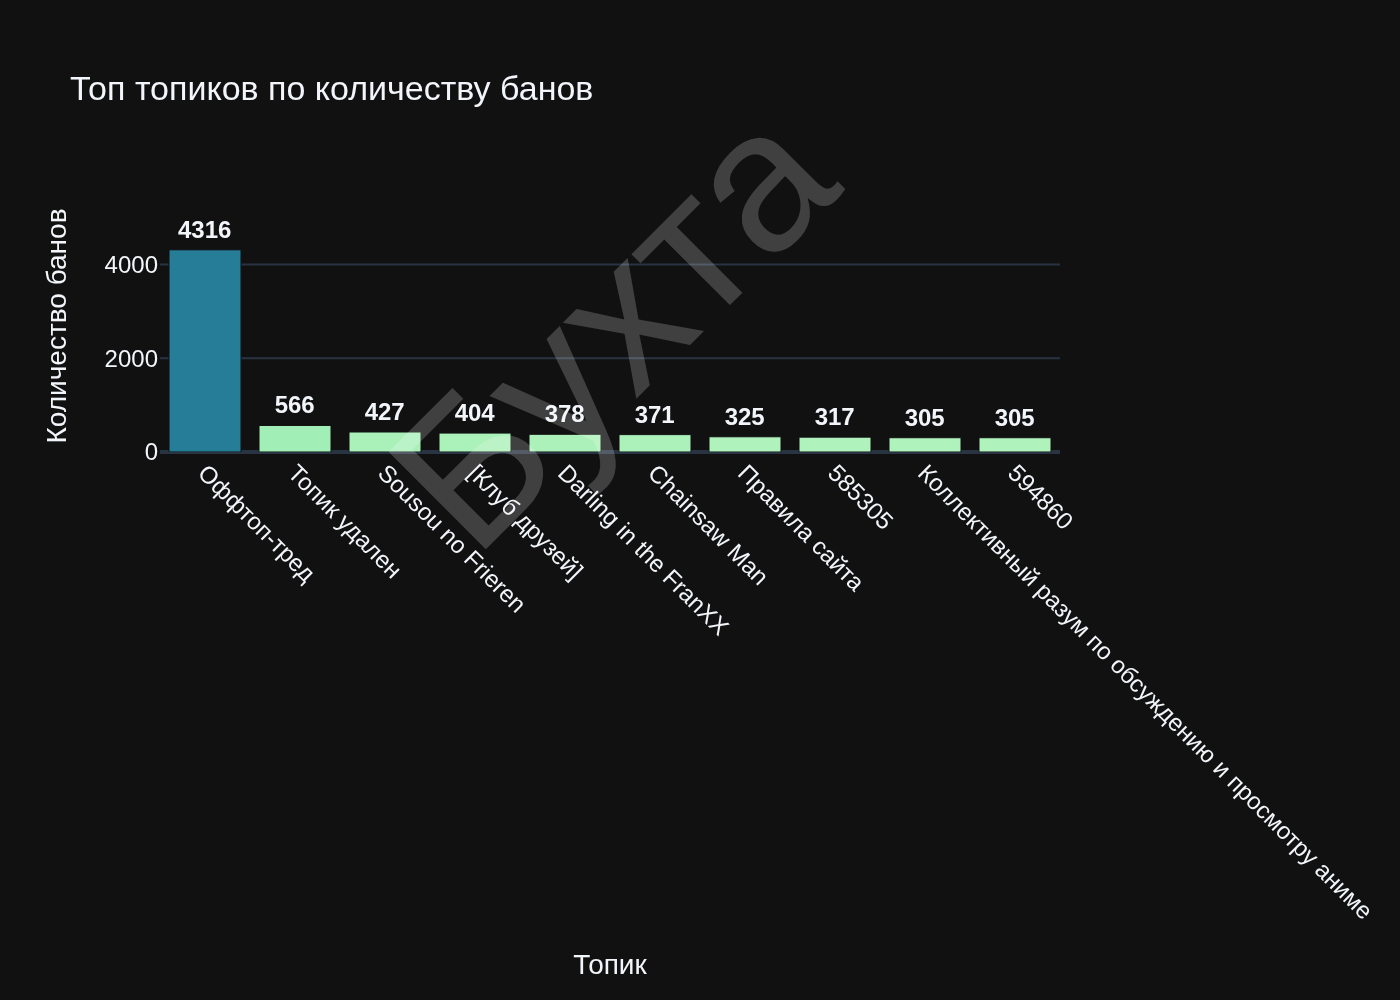 Топ топиков по количеству банов
Количество банов
4000
2000
0
4316
566
427
404
378
371
325
317
305
305
Оффтоп-тред
Топик удален
Sousou no Frieren
[Клуб друзей]
Darling in the FranXX
Chainsaw Man
Правила сайта
585305
Коллективный разум по обсуждению и просмотру аниме
594860
Топик
Бухта